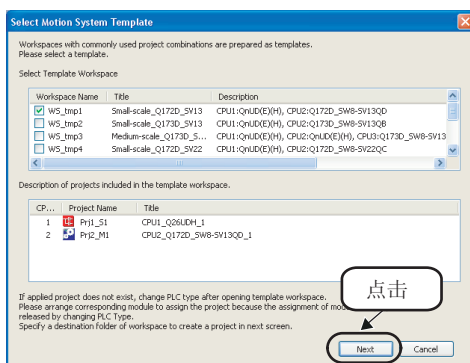 Select Motion System Template
Workspaces with commonly used project combinations are prepared as templates.
Please select a template.
Select Template Workspace
Workspace Name Title Description
WS_tmp1 Small-scale_Q172D_SV13 CPU1:QnUD(E)(H), CPU2:Q172D_SW8-SV13QD
WS_tmp2 Small-scale_Q173D_SV13 CPU1:QnUD(E)(H), CPU2:Q173D_SW8-SV13QB
WS_tmp3 Medium-scale_Q173D_S... CPU1:QnUD(E)(H), CPU2:QnUD(E)(H), CPU3:Q173D_SW8-SV13
WS_tmp4 Small-scale_Q172D_SV22 CPU1:QnUD(E)(H), CPU2:Q172D_SW8-SV22QC
Description of projects included in the template workspace.
CP... Project Name Title
1 Prj1_S1 CPU1_Q26UDH_1
2 Prj2_M1 CPU2_Q172D_SW8-SV13QD_1
If applied project does not exist, change PLC type after opening template workspace.
Please arrange corresponding module to assign the project because the assignment of
released by changing PLC Type.
Specify a destination folder of workspace to create a project in next screen.
点击
Next Cancel